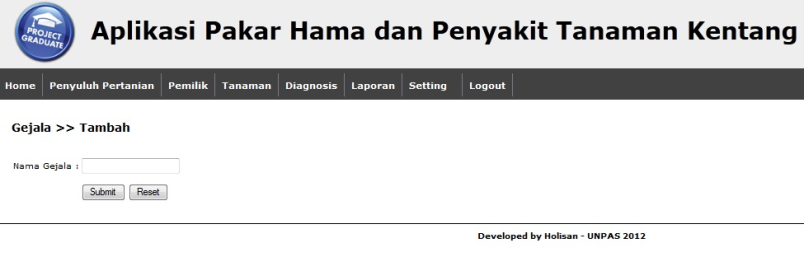 PROJECT
GRADUATE
Aplikasi Pakar Hama dan Penyakit Tanaman Kentang
Home Penyuluh Pertanian Pemilik Tanaman Diagnosis Laporan Setting Logout
Gejala >> Tambah
Nama Gejala :
Submit Reset
Developed by Holisan - UNPAS 2012